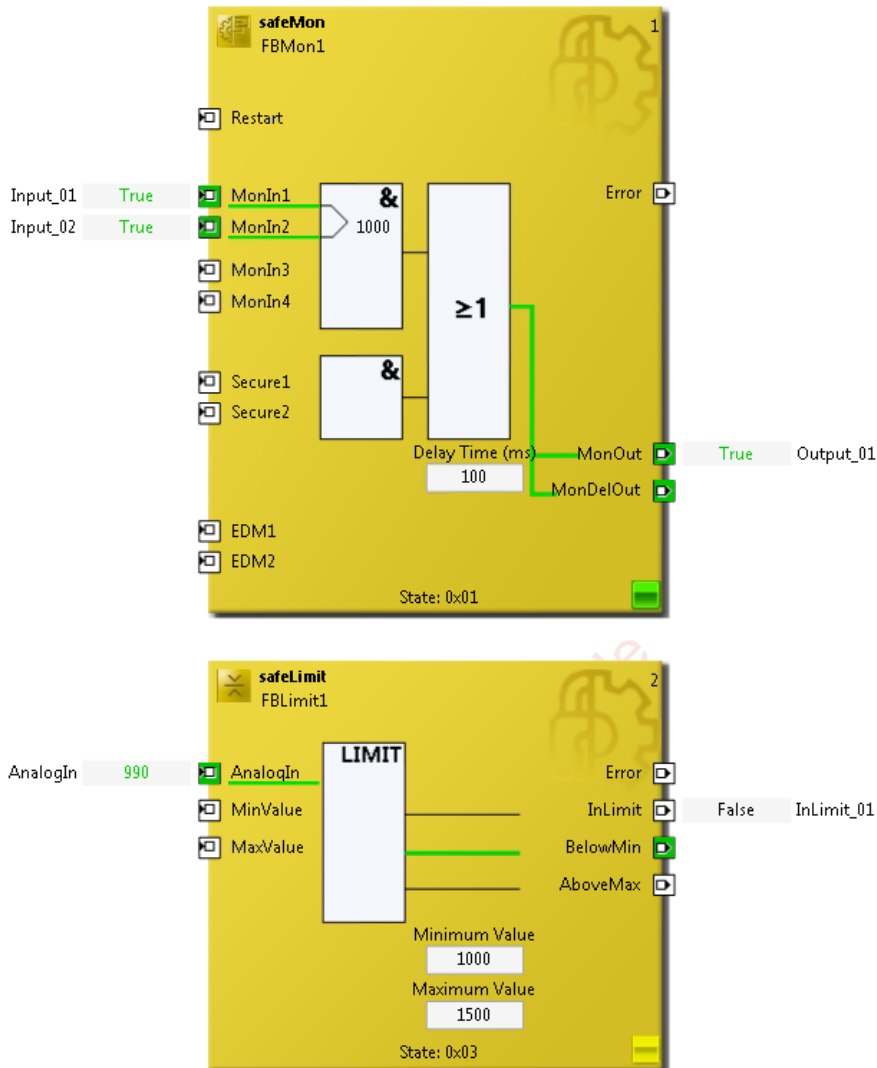 safeMon
FBMon1
1
Restart
Input_01 True MonIn1 & Error
Input_02 True MonIn2 1000
MonIn3
MonIn4
≥1
Secure1 &
Secure2
Delay Time (ms) MonOut True Output_01
100 MonDelOut
EDM1
EDM2
State: 0x01
safeLimit
FBLimit1
2
LIMIT
AnalogIn 990 AnalogIn Error
MinValue InLimit False InLimit_01
MaxValue BelowMin
AboveMax
Minimum Value
1000
Maximum Value
1500
State: 0x03